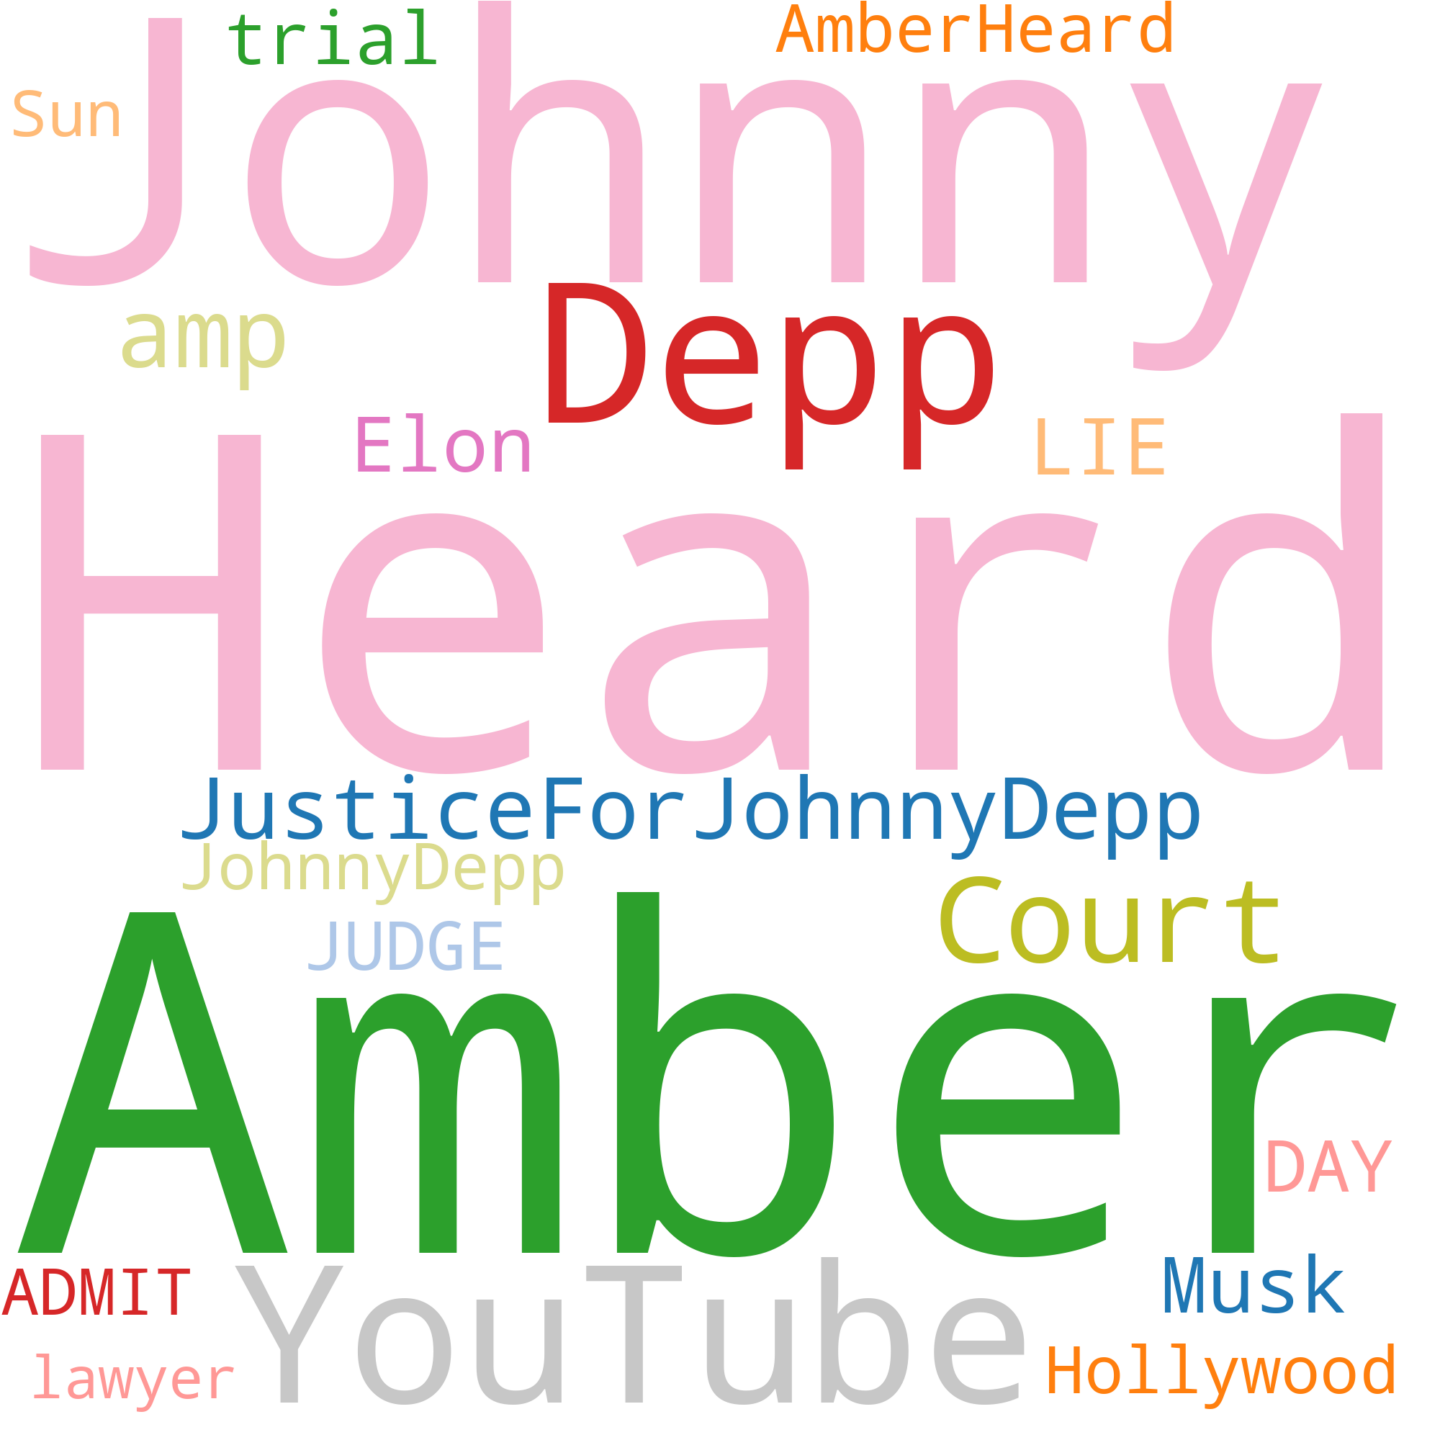 trial
AmberHeard
Sun
Johnny
amp
Depp
Elon
LIE
Heard
JusticeForJohnnyDepp
JohnnyDepp
Court
JUDGE
Amber
DAY
ADMIT
YouTube
Musk
lawyer
Hollywood